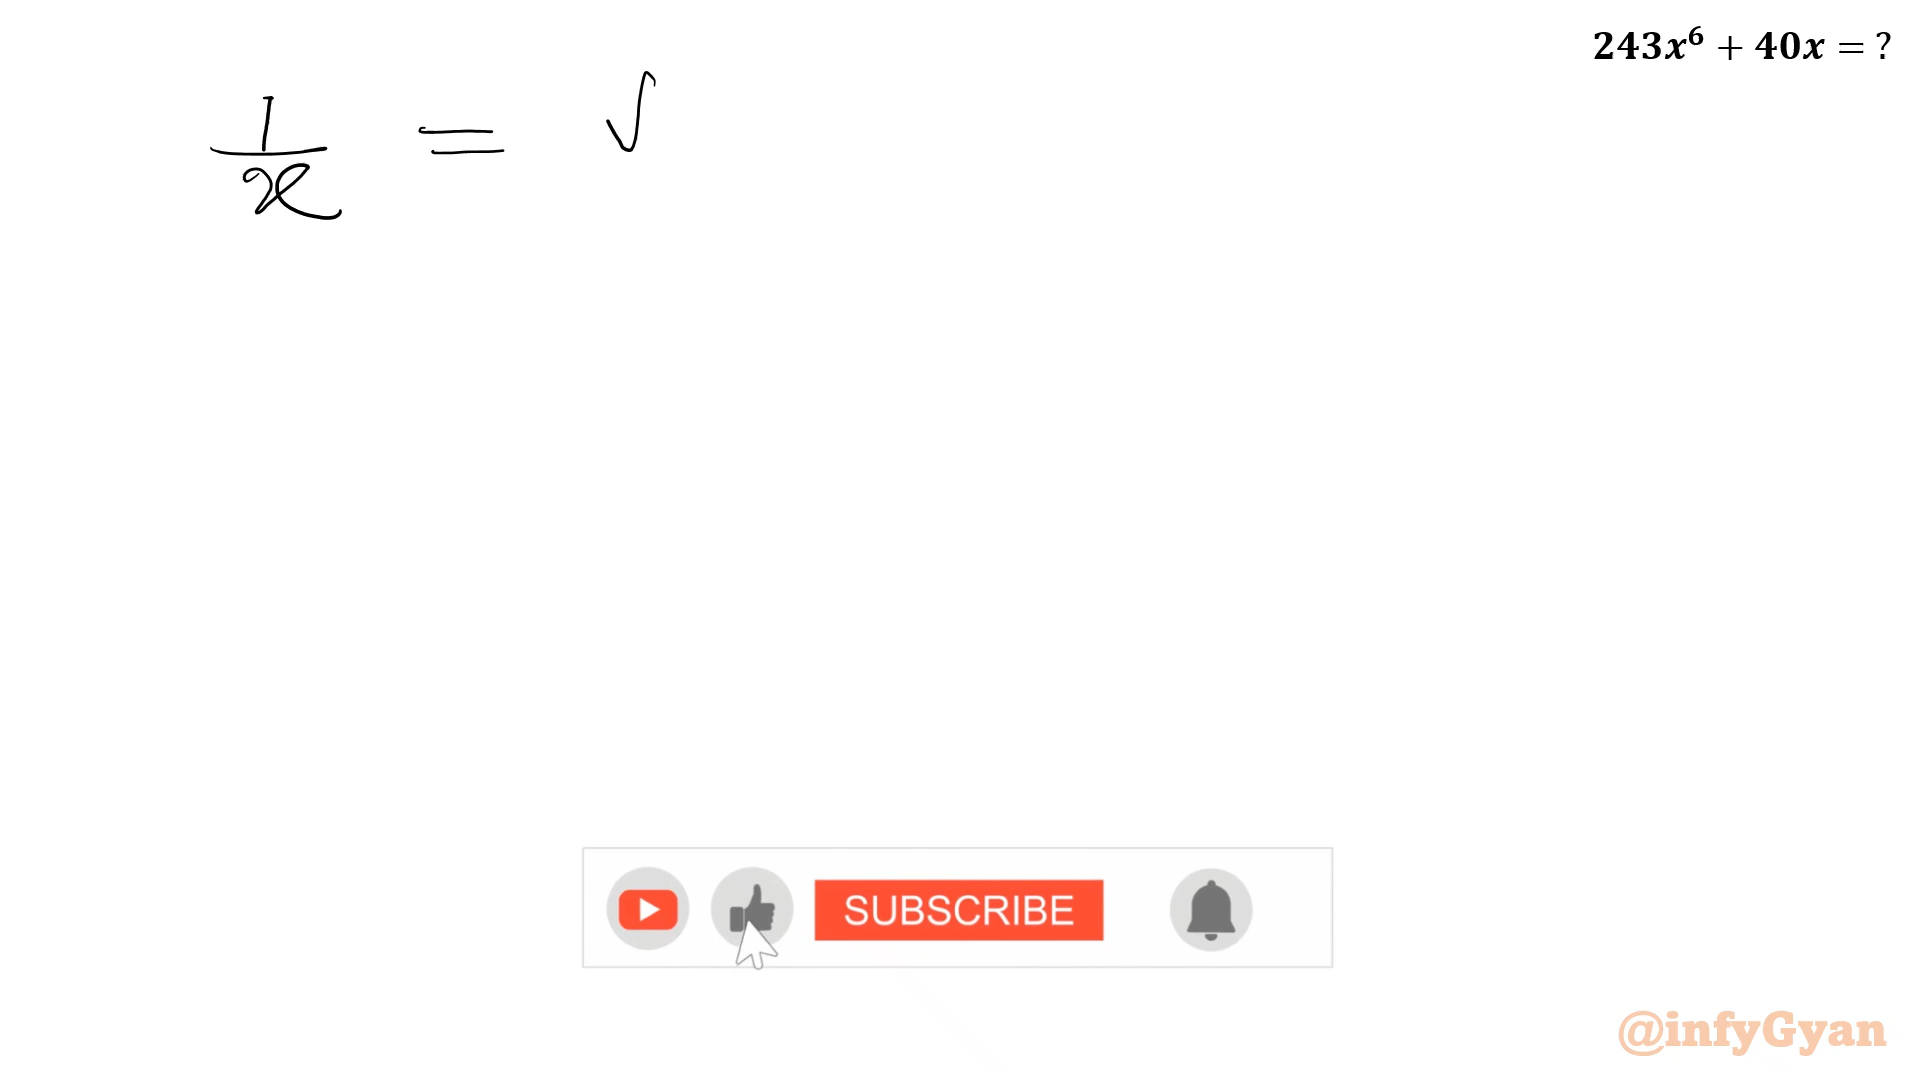 243x⁶ + 40x = ?
1/x = √
SUBSCRIBE
@infyGyan